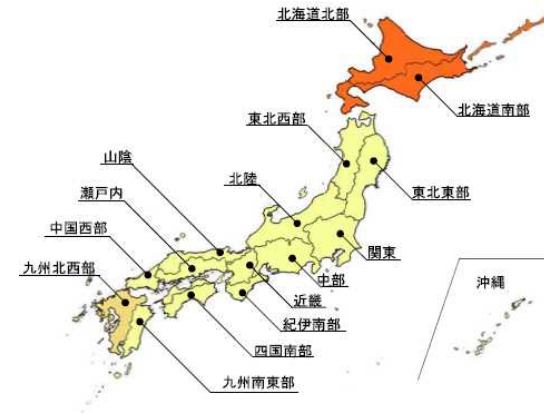 北海道北部
北海道南部
東北西部
山陰
北陸
東北東部
瀬戸内
中国西部
関東
九州北西部
中部
沖縄
近畿
紀伊南部
四国南部
九州南東部